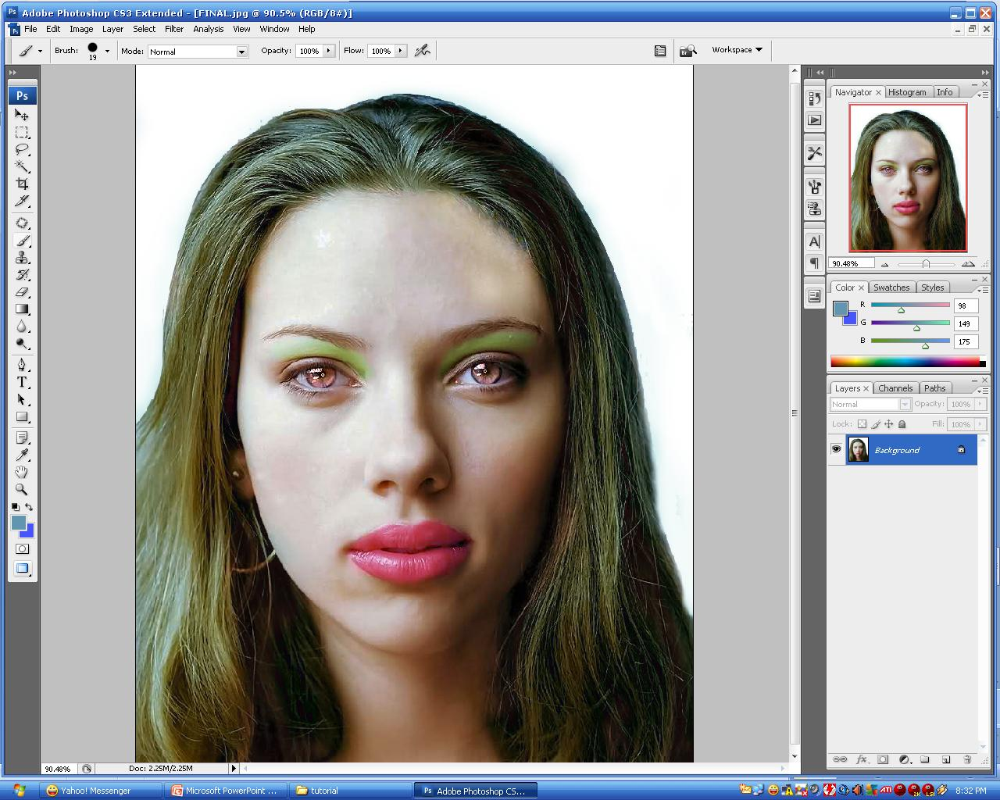 Adobe Photoshop CS3 Extended - [FINAL.jpg @ 90.5% (RGB/8#)]
File Edit Image Layer Select Filter Analysis View Window Help
Brush: 19 Mode: Normal Opacity: 100% Flow: 100% Workspace
Ps
Navigator Histogram Info
90.48%
Color Swatches Styles
R 98
G 149
B 175
Layers Channels Paths
Normal Opacity: 100%
Lock: Fill: 100%
Background
90.48% Doc: 2.25M/2.25M
Yahoo! Messenger Microsoft PowerPoint ... tutorial Adobe Photoshop CS... 8:32 PM